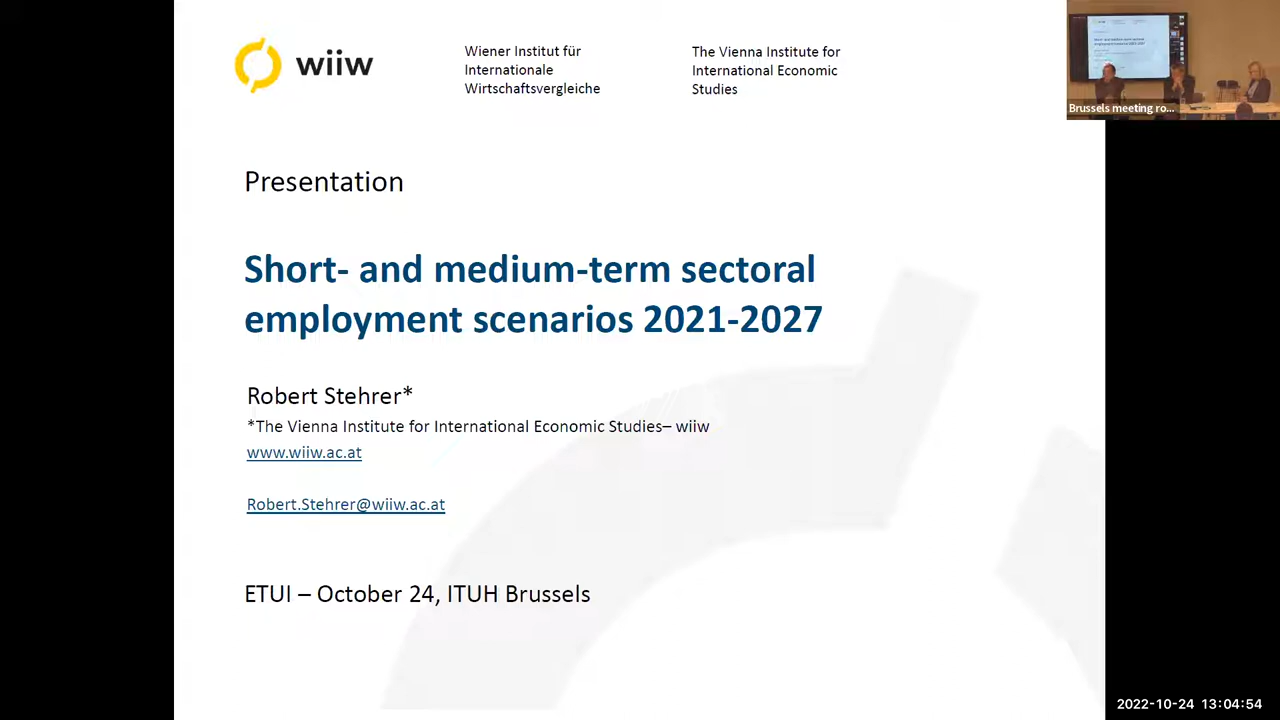 wiiw
Wiener Institut für
Internationale
Wirtschaftsvergleiche
The Vienna Institute for
International Economic
Studies
Brussels meeting ro...
Presentation
Short- and medium-term sectoral
employment scenarios 2021-2027
Robert Stehrer*
*The Vienna Institute for International Economic Studies– wiiw
www.wiiw.ac.at
Robert.Stehrer@wiiw.ac.at
ETUI – October 24, ITUH Brussels
2022-10-24 13:04:54